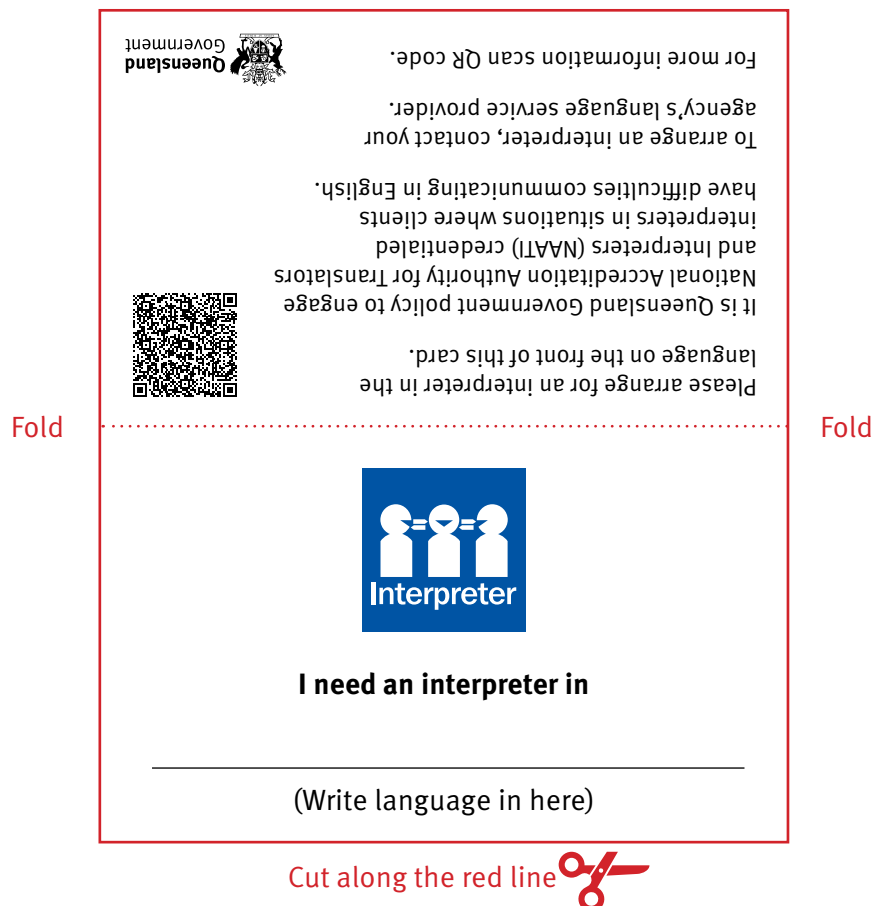 Please arrange for an interpreter in the
language on the front of this card.
It is Queensland Government policy to engage
National Accreditation Authority for Translators
and Interpreters (NAATI) credentialed
interpreters in situations where clients
have difficulties communicating in English.
To arrange an interpreter, contact your
agency’s language service provider.
For more information scan QR code.
Queensland
Government
Fold
Fold
Interpreter
I need an interpreter in
(Write language in here)
Cut along the red line